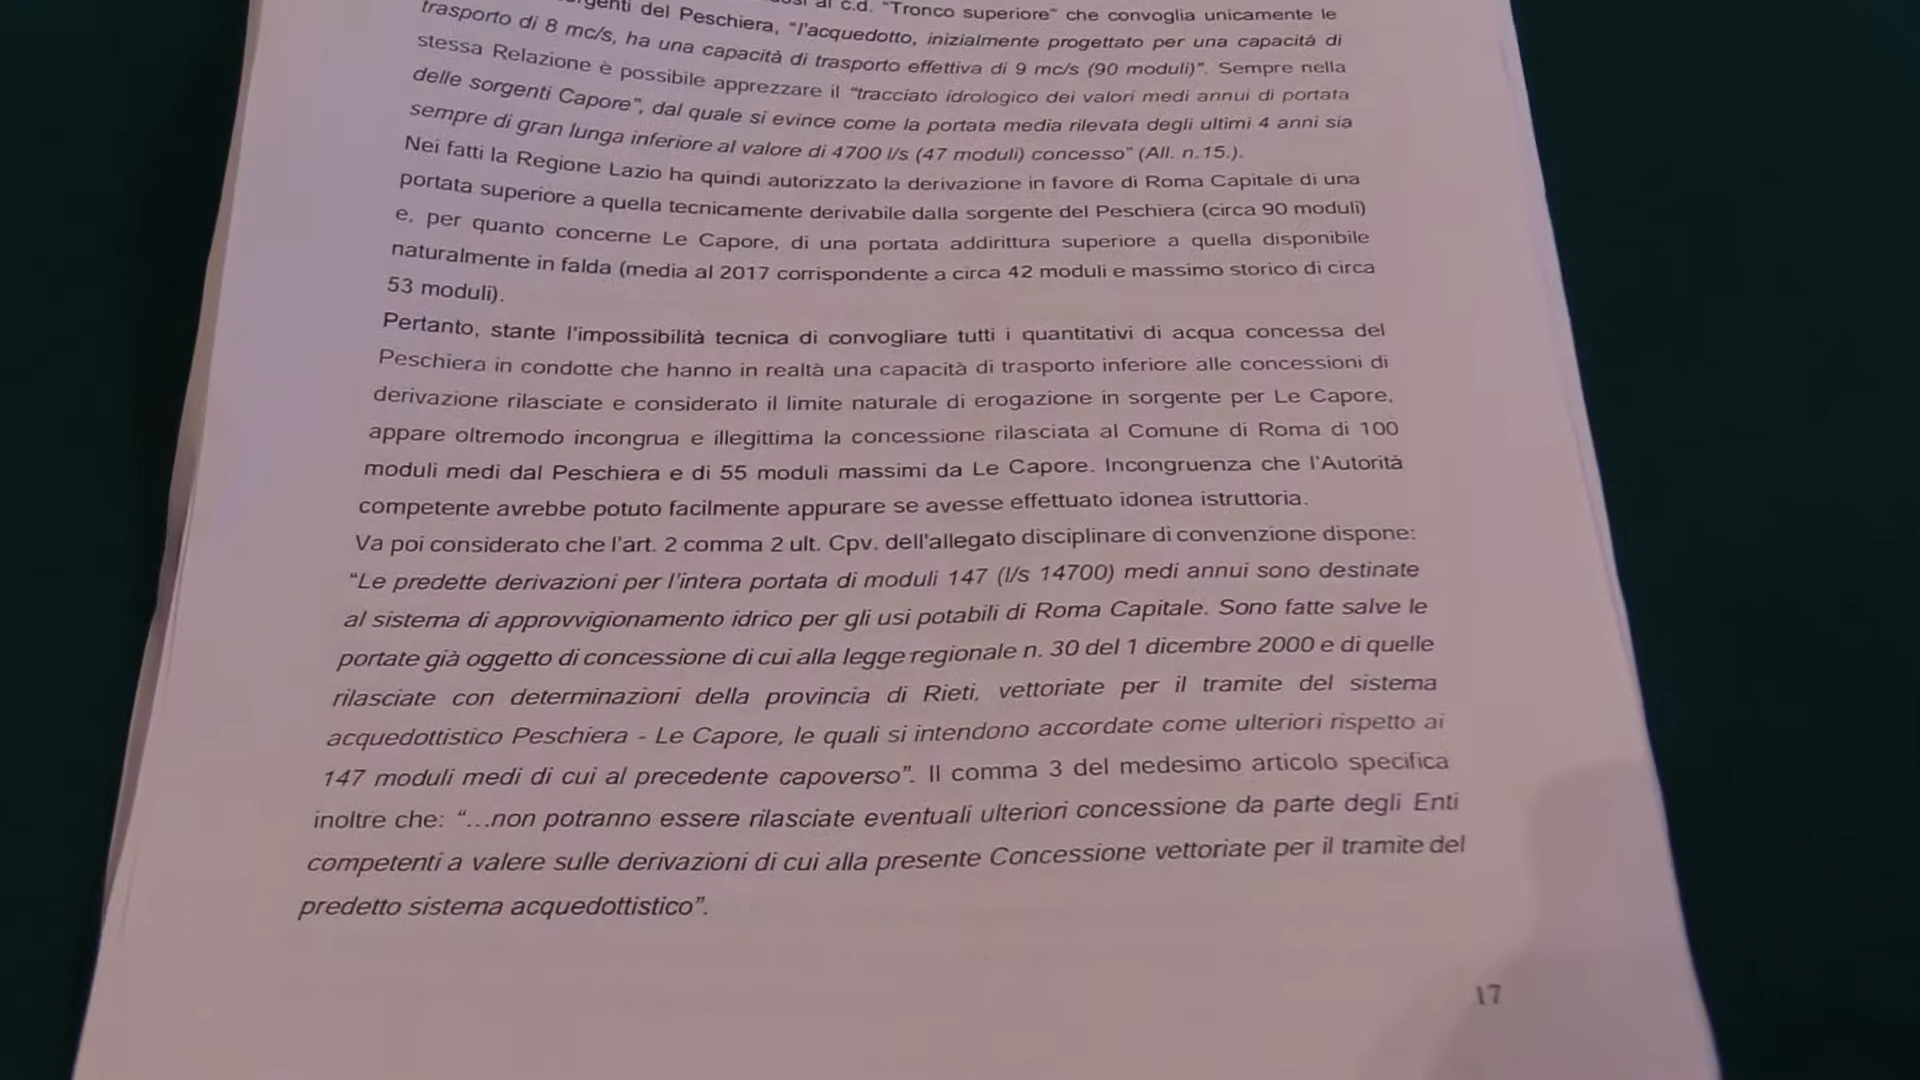 al c.d. “Tronco superiore” che convoglia unicamente le
del Peschiera, “l'acquedotto, inizialmente progettato per una capacità di
trasporto di 8 mc/s, ha una capacità di trasporto effettiva di 9 mc/s (90 moduli)”. Sempre nella
stessa Relazione è possibile apprezzare il “tracciato idrologico dei valori medi annui di portata
delle sorgenti Capore”, dal quale si evince come la portata media rilevata degli ultimi 4 anni sia
sempre di gran lunga inferiore al valore di 4700 l/s (47 moduli) concesso” (All. n.15.).
Nei fatti la Regione Lazio ha quindi autorizzato la derivazione in favore di Roma Capitale di una
portata superiore a quella tecnicamente derivabile dalla sorgente del Peschiera (circa 90 moduli)
e, per quanto concerne Le Capore, di una portata addirittura superiore a quella disponibile
naturalmente in falda (media al 2017 corrispondente a circa 42 moduli e massimo storico di circa
53 moduli).
Pertanto, stante l'impossibilità tecnica di convogliare tutti i quantitativi di acqua concessa del
Peschiera in condotte che hanno in realtà una capacità di trasporto inferiore alle concessioni di
derivazione rilasciate e considerato il limite naturale di erogazione in sorgente per Le Capore,
appare oltremodo incongrua e illegittima la concessione rilasciata al Comune di Roma di 100
moduli medi dal Peschiera e di 55 moduli massimi da Le Capore. Incongruenza che l'Autorità
competente avrebbe potuto facilmente appurare se avesse effettuato idonea istruttoria.
Va poi considerato che l'art. 2 comma 2 ult. Cpv. dell'allegato disciplinare di convenzione dispone:
“Le predette derivazioni per l'intera portata di moduli 147 (l/s 14700) medi annui sono destinate
al sistema di approvvigionamento idrico per gli usi potabili di Roma Capitale. Sono fatte salve le
portate già oggetto di concessione di cui alla legge regionale n. 30 del 1 dicembre 2000 e di quelle
rilasciate con determinazioni della provincia di Rieti, vettoriate per il tramite del sistema
acquedottistico Peschiera - Le Capore, le quali si intendono accordate come ulteriori rispetto ai
147 moduli medi di cui al precedente capoverso”. Il comma 3 del medesimo articolo specifica
inoltre che: “...non potranno essere rilasciate eventuali ulteriori concessione da parte degli Enti
competenti a valere sulle derivazioni di cui alla presente Concessione vettoriate per il tramite del
predetto sistema acquedottistico”.
17